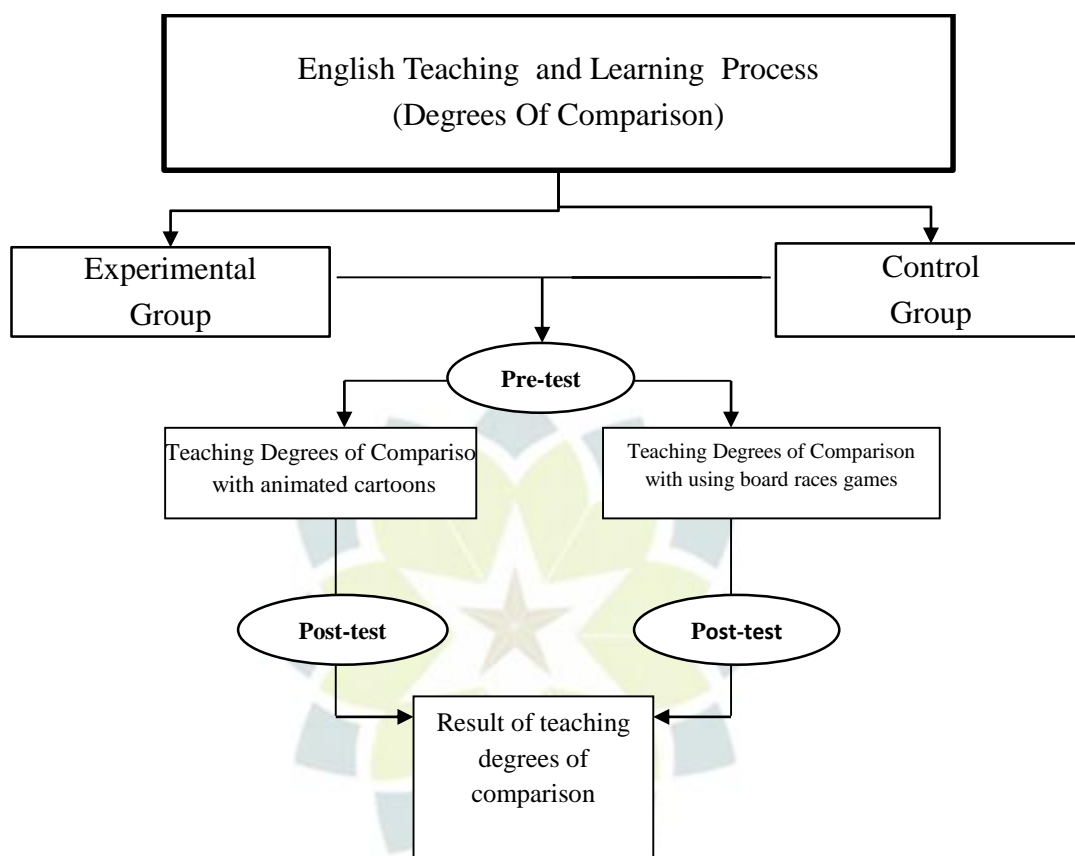 English Teaching and Learning Process
(Degrees Of Comparison)
Experimental
Group
Control
Group
Pre-test
Teaching Degrees of Compariso
with animated cartoons
Teaching Degrees of Comparison
with using board races games
Post-test
Post-test
Result of teaching
degrees of
comparison